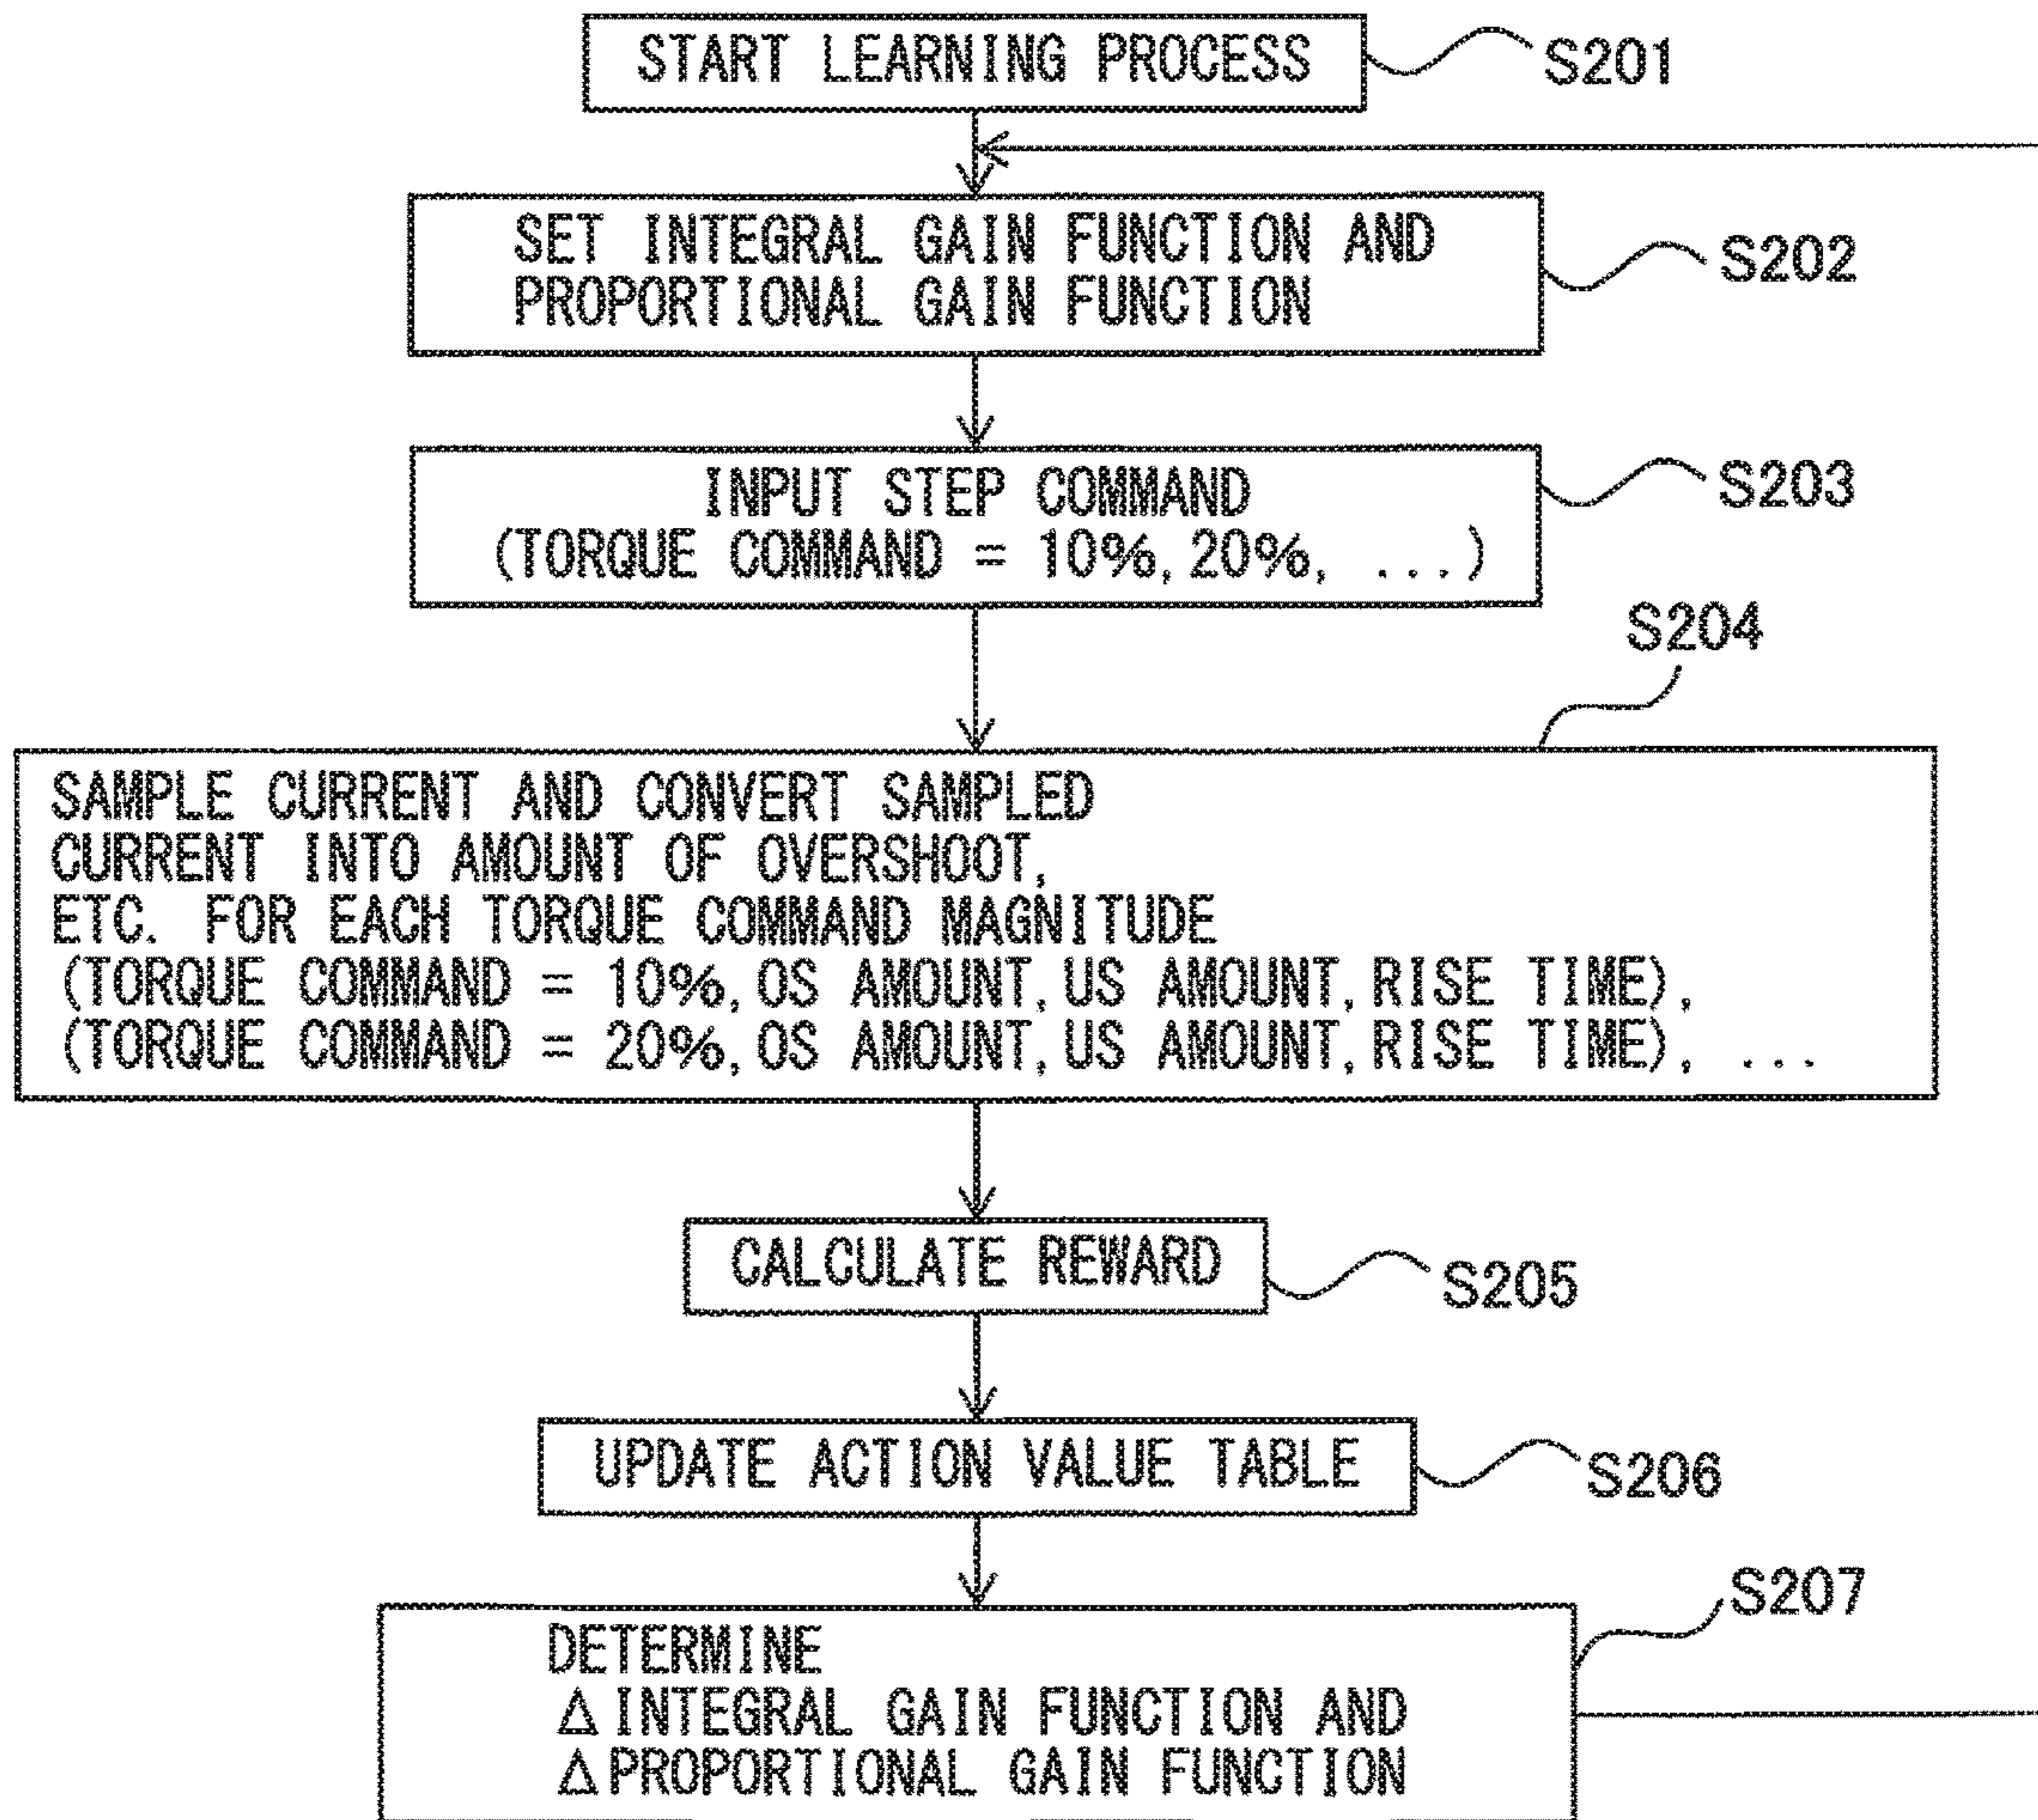 START LEARNING PROCESS
S201
SET INTEGRAL GAIN FUNCTION AND
PROPORTIONAL GAIN FUNCTION
S202
INPUT STEP COMMAND
(TORQUE COMMAND = 10%, 20%, ...)
S203
S204
SAMPLE CURRENT AND CONVERT SAMPLED
CURRENT INTO AMOUNT OF OVERSHOOT,
ETC. FOR EACH TORQUE COMMAND MAGNITUDE
(TORQUE COMMAND = 10%, OS AMOUNT, US AMOUNT, RISE TIME),
(TORQUE COMMAND = 20%, OS AMOUNT, US AMOUNT, RISE TIME), ...
CALCULATE REWARD
S205
UPDATE ACTION VALUE TABLE
S206
S207
DETERMINE
Δ INTEGRAL GAIN FUNCTION AND
Δ PROPORTIONAL GAIN FUNCTION